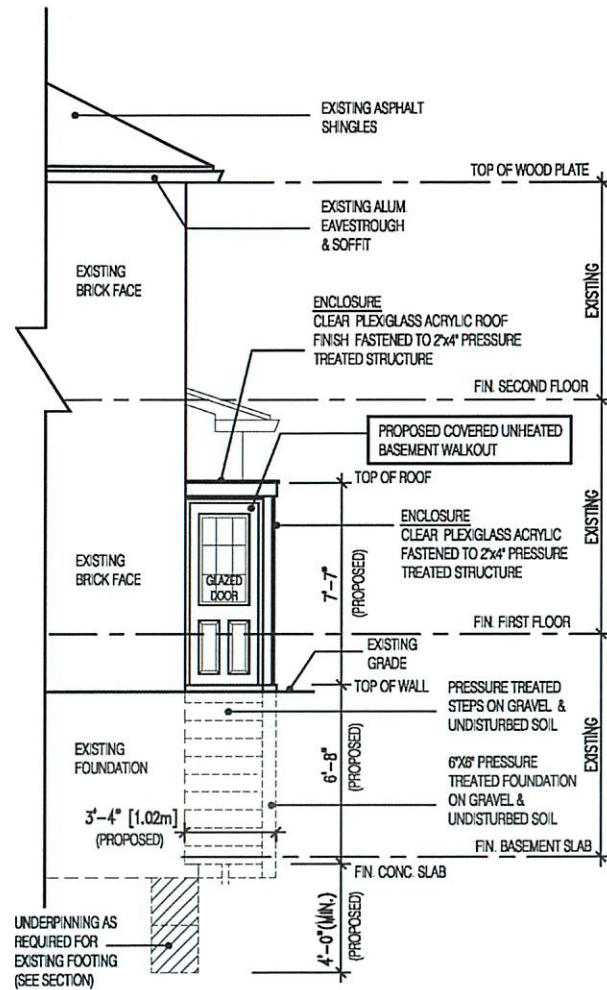 EXISTING ASPHALT
SHINGLES
TOP OF WOOD PLATE
EXISTING ALUM.
EAVESTROUGH
& SOFFIT
EXISTING
BRICK FACE
EXISTING
ENCLOSURE
CLEAR PLEXIGLASS ACRYLIC ROOF
FINISH FASTENED TO 2"x4" PRESSURE
TREATED STRUCTURE
FIN. SECOND FLOOR
PROPOSED COVERED UNHEATED
BASEMENT WALKOUT
TOP OF ROOF
ENCLOSURE
CLEAR PLEXIGLASS ACRYLIC
FASTENED TO 2"x4" PRESSURE
TREATED STRUCTURE
EXISTING
BRICK FACE
GLAZED
DOOR
7'-7"
(PROPOSED)
EXISTING
FIN. FIRST FLOOR
EXISTING
GRADE
TOP OF WALL
PRESSURE TREATED
STEPS ON GRAVEL &
UNDISTURBED SOIL
EXISTING
FOUNDATION
6'-8"
(PROPOSED)
6"X6" PRESSURE
TREATED FOUNDATION
ON GRAVEL &
UNDISTURBED SOIL
EXISTING
3'-4" [1.02m]
(PROPOSED)
FIN. BASEMENT SLAB
FIN. CONC. SLAB
4'-0"(MIN.)
(PROPOSED)
UNDERPINNING AS
REQUIRED FOR
EXISTING FOOTING
(SEE SECTION)